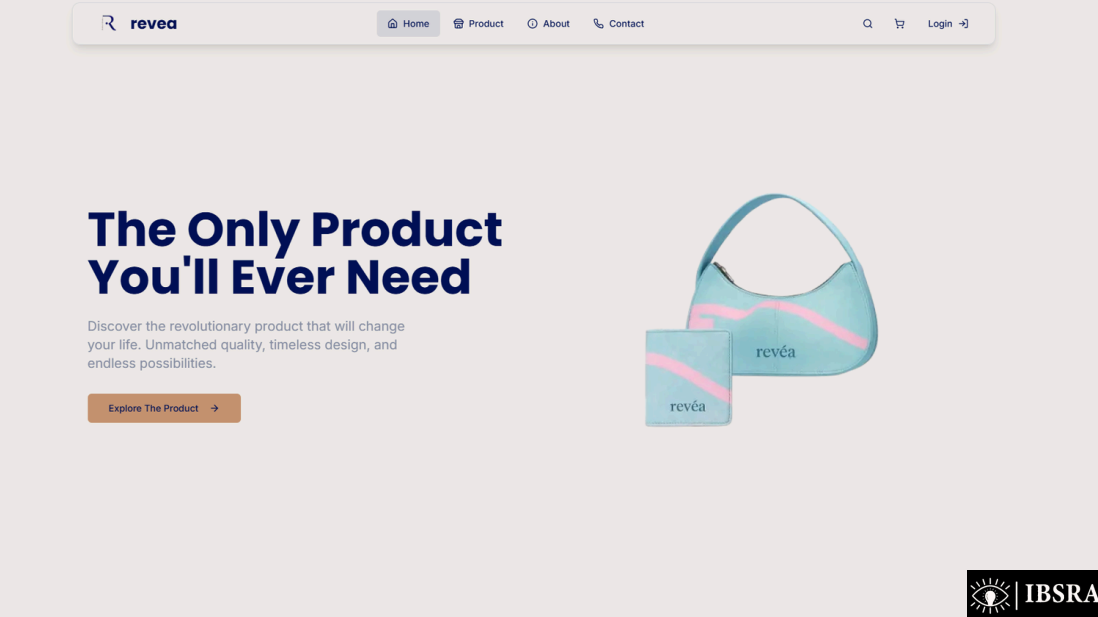 revea
Home
Product
About
Contact
Login
The Only Product
You'll Ever Need
Discover the revolutionary product that will change
your life. Unmatched quality, timeless design, and
endless possibilities.
Explore The Product
revéa
revéa
IBSRA